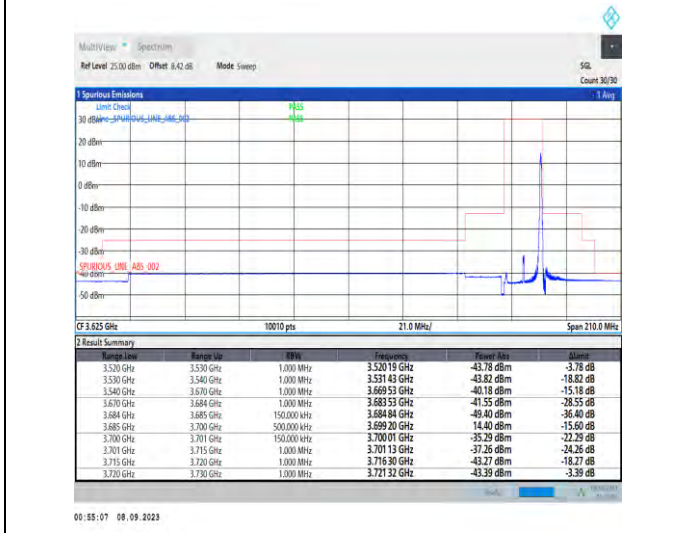 MultiView Spectrum
Ref Level 25.00 dBm Offset 8.42 dB Mode Sweep SGL
Count 30/30
1 Spurious Emissions 1 Avg
Limit Check PASS
30 dBm Line _SPURIOUS_LINE_ABS_002 PASS
20 dBm
10 dBm
0 dBm
-10 dBm
-20 dBm
-30 dBm
_SPURIOUS_LINE_ABS_002
-40 dBm
-50 dBm
CF 3.625 GHz 10010 pts 21.0 MHz/ Span 210.0 MHz
2 Result Summary
Range Low Range Up RBW Frequency Power Abs ΔLimit
3.520 GHz 3.530 GHz 1.000 MHz 3.520 19 GHz -43.78 dBm -3.78 dB
3.530 GHz 3.540 GHz 1.000 MHz 3.531 43 GHz -43.82 dBm -18.82 dB
3.540 GHz 3.670 GHz 1.000 MHz 3.669 53 GHz -40.18 dBm -15.18 dB
3.670 GHz 3.684 GHz 1.000 MHz 3.683 53 GHz -41.55 dBm -28.55 dB
3.684 GHz 3.685 GHz 150.000 kHz 3.684 84 GHz -49.40 dBm -36.40 dB
3.685 GHz 3.700 GHz 500.000 kHz 3.699 20 GHz 14.40 dBm -15.60 dB
3.700 GHz 3.701 GHz 150.000 kHz 3.700 01 GHz -35.29 dBm -22.29 dB
3.701 GHz 3.715 GHz 1.000 MHz 3.701 13 GHz -37.26 dBm -24.26 dB
3.715 GHz 3.720 GHz 1.000 MHz 3.716 30 GHz -43.27 dBm -18.27 dB
3.720 GHz 3.730 GHz 1.000 MHz 3.721 32 GHz -43.39 dBm -3.39 dB
Ready
00:55:07 08.09.2023